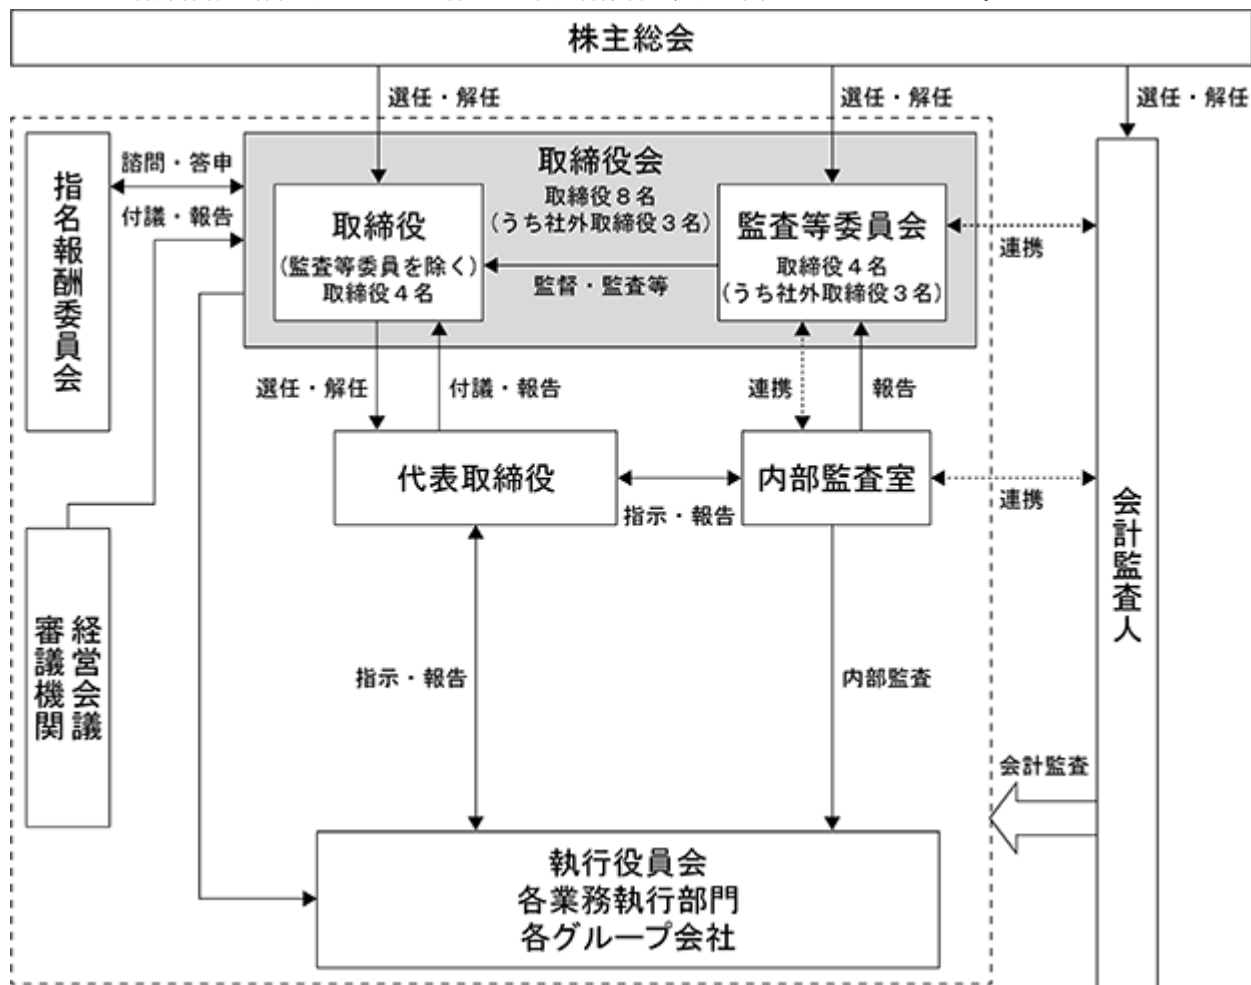 株主総会
選任・解任
選任・解任
選任・解任
指名報酬委員会
諮問・答申
付議・報告
取締役会
取締役8名
(うち社外取締役3名)
取締役
(監査等委員を除く)
取締役4名
監督・監査等
監査等委員会
取締役4名
(うち社外取締役3名)
連携
選任・解任
付議・報告
連携
報告
代表取締役
指示・報告
内部監査室
連携
会計監査人
経営会議
審議機関
指示・報告
内部監査
会計監査
執行役員会
各業務執行部門
各グループ会社